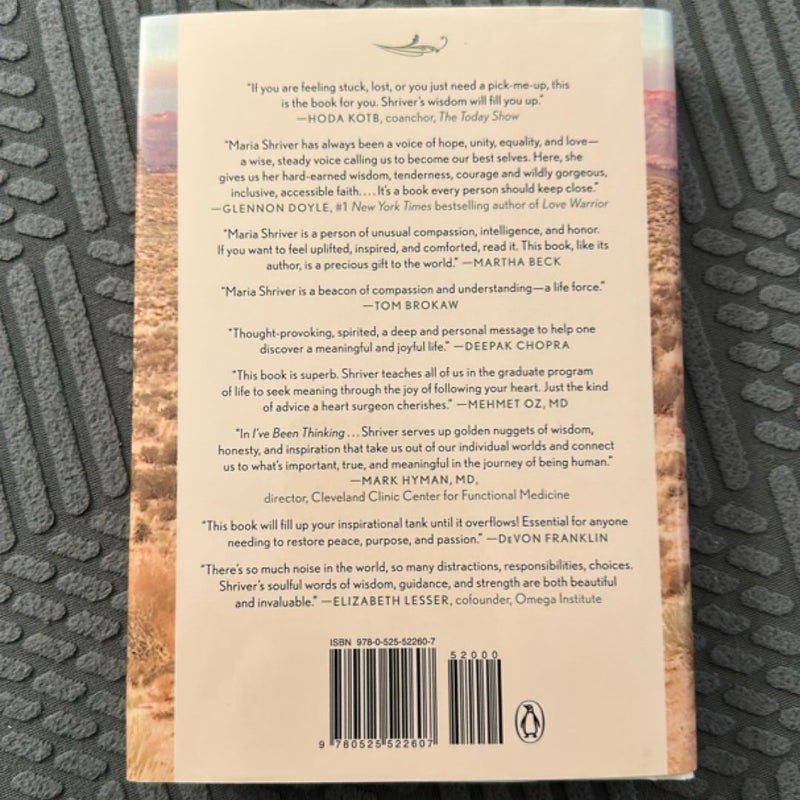 "If you are feeling stuck, lost, or you just need a pick-me-up, this
is the book for you. Shriver's wisdom will fill you up."
—HODA KOTB, coanchor, The Today Show
"Maria Shriver has always been a voice of hope, unity, equality, and love—
a wise, steady voice calling us to become our best selves. Here, she
gives us her hard-earned wisdom, tenderness, courage and wildly gorgeous,
inclusive, accessible faith.... It's a book every person should keep close."
—GLENNON DOYLE, #1 New York Times bestselling author of Love Warrior
"Maria Shriver is a person of unusual compassion, intelligence, and honor.
If you want to feel uplifted, inspired, and comforted, read it. This book, like its
author, is a precious gift to the world." —MARTHA BECK
"Maria Shriver is a beacon of compassion and understanding—a life force."
—TOM BROKAW
"Thought-provoking, spirited, a deep and personal message to help one
discover a meaningful and joyful life." —DEEPAK CHOPRA
"This book is superb. Shriver teaches all of us in the graduate program
of life to seek meaning through the joy of following your heart. Just the kind
of advice a heart surgeon cherishes." —MEHMET OZ, MD
"In I've Been Thinking... Shriver serves up golden nuggets of wisdom,
honesty, and inspiration that take us out of our individual worlds and connect
us to what's important, true, and meaningful in the journey of being human."
—MARK HYMAN, MD,
director, Cleveland Clinic Center for Functional Medicine
"This book will fill up your inspirational tank until it overflows! Essential for anyone
needing to restore peace, purpose, and passion." —DEVON FRANKLIN
"There's so much noise in the world, so many distractions, responsibilities, choices.
Shriver's soulful words of wisdom, guidance, and strength are both beautiful
and invaluable." —ELIZABETH LESSER, cofounder, Omega Institute
ISBN 978-0-525-52260-7
52000
9 780525 522607